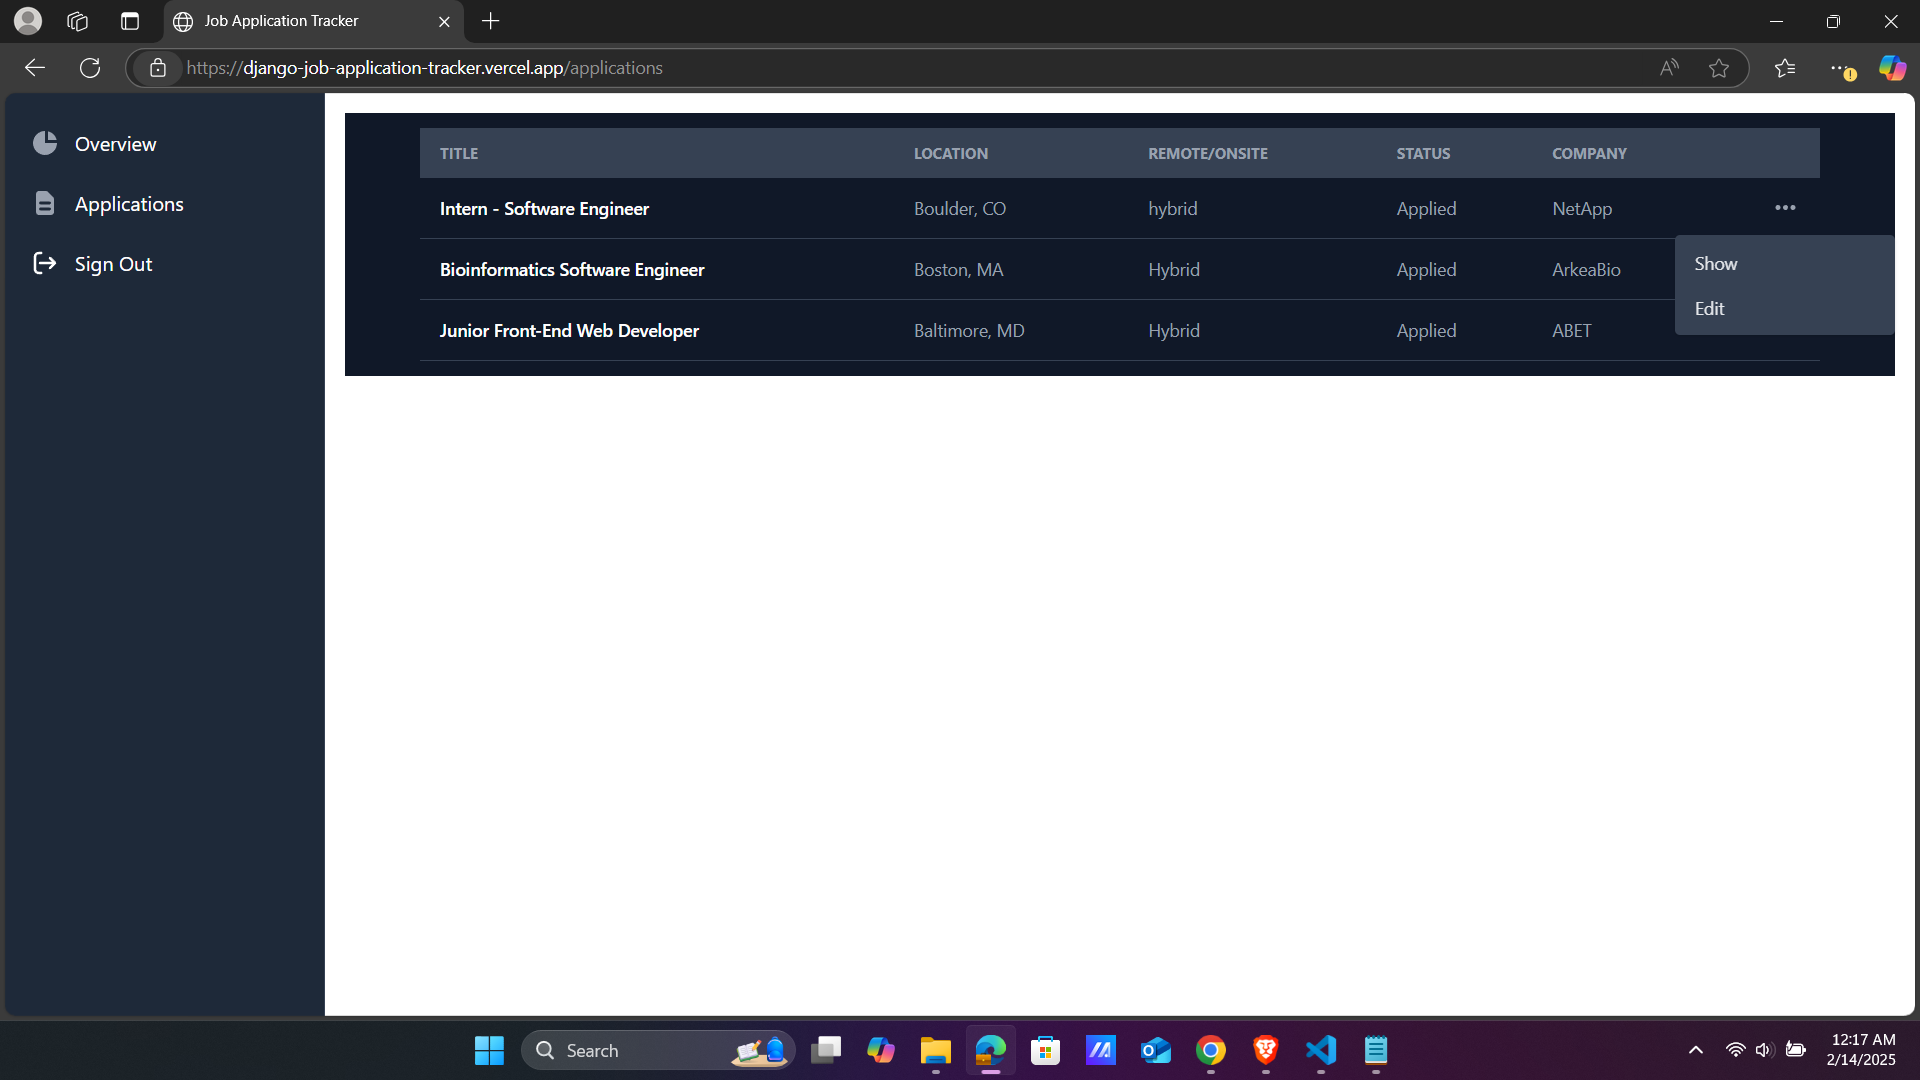 Job Application Tracker
https://django-job-application-tracker.vercel.app/applications
Overview
Applications
Sign Out
TITLE LOCATION REMOTE/ONSITE STATUS COMPANY
Intern - Software Engineer Boulder, CO hybrid Applied NetApp
Bioinformatics Software Engineer Boston, MA Hybrid Applied ArkeaBio
Junior Front-End Web Developer Baltimore, MD Hybrid Applied ABET
Show
Edit
Search
12:17 AM
2/14/2025